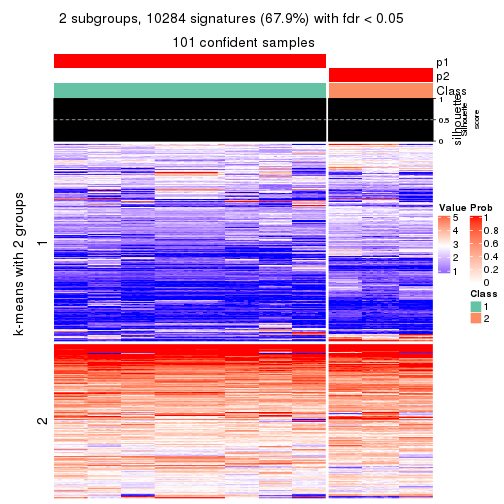 2 subgroups, 10284 signatures (67.9%) with fdr < 0.05
101 confident samples
p1
p2
Class
1
0.5
0
silhouette
Silhouette
score
k-means with 2 groups
1
2
Value
5
4
3
2
1
Prob
1
0.8
0.6
0.4
0.2
0
Class
1
2